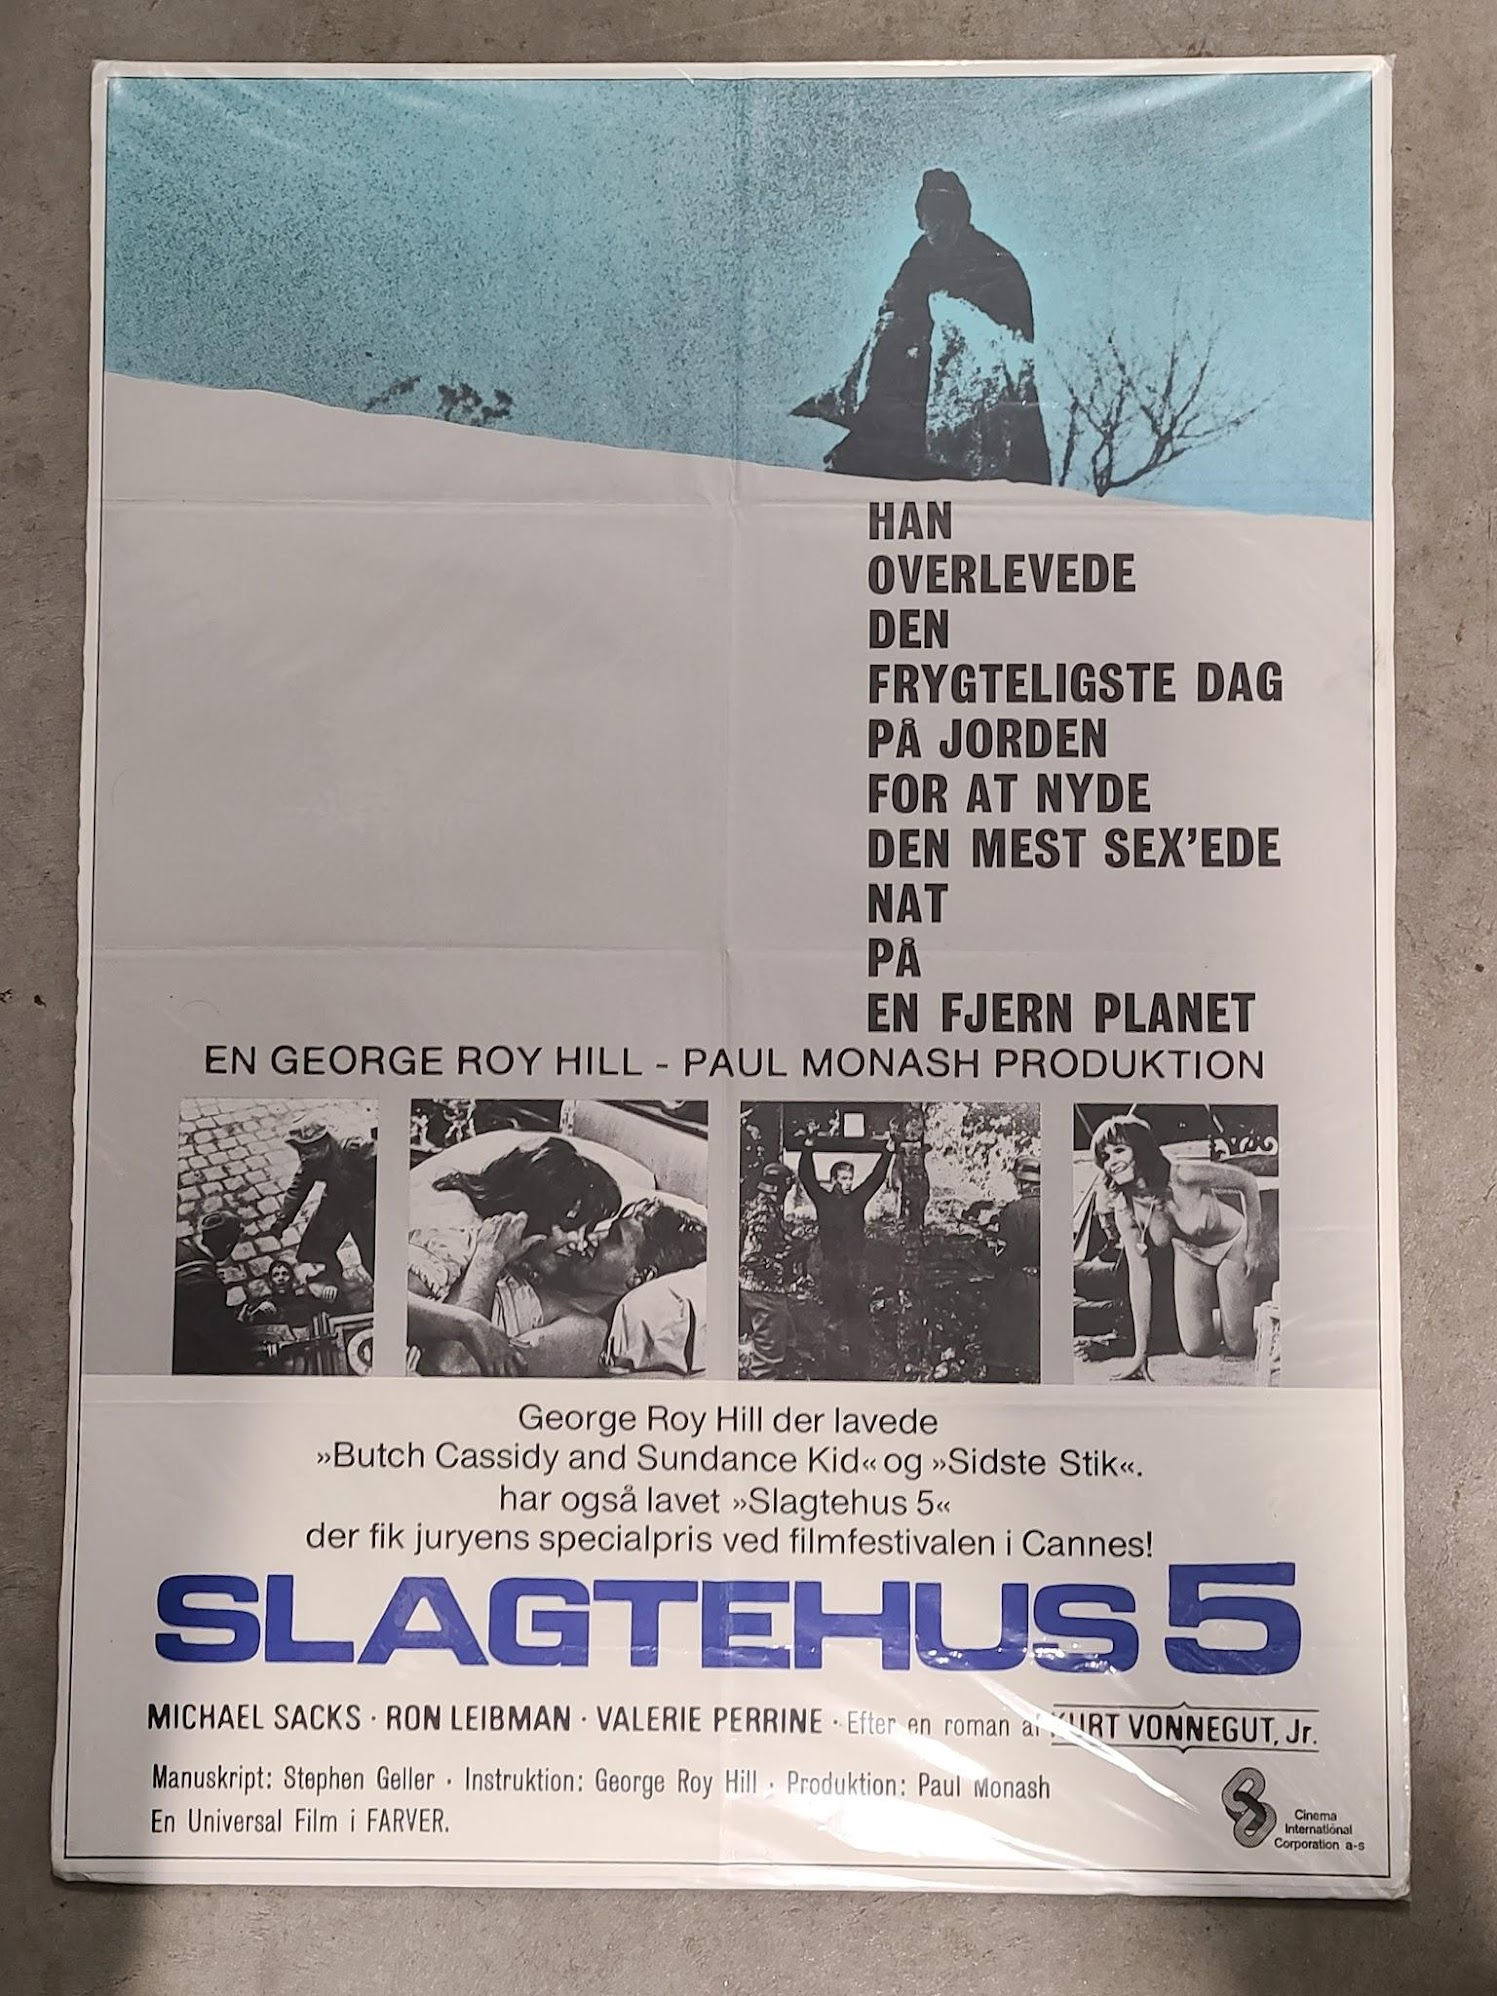 HAN
OVERLEVEDE
DEN
FRYGTELIGSTE DAG
PÅ JORDEN
FOR AT NYDE
DEN MEST SEX'EDE
NAT
PÅ
EN FJERN PLANET
EN GEORGE ROY HILL - PAUL MONASH PRODUKTION
George Roy Hill der lavede
»Butch Cassidy and Sundance Kid« og »Sidste Stik«.
har også lavet »Slagtehus 5«
der fik juryens specialpris ved filmfestivalen i Cannes!
SLAGTEHUS 5
MICHAEL SACKS · RON LEIBMAN · VALERIE PERRINE · Efter en roman af KURT VONNEGUT, Jr.
Manuskript: Stephen Geller · Instruktion: George Roy Hill · Produktion: Paul Monash
En Universal Film i FARVER.
Cinema
International
Corporation a-s